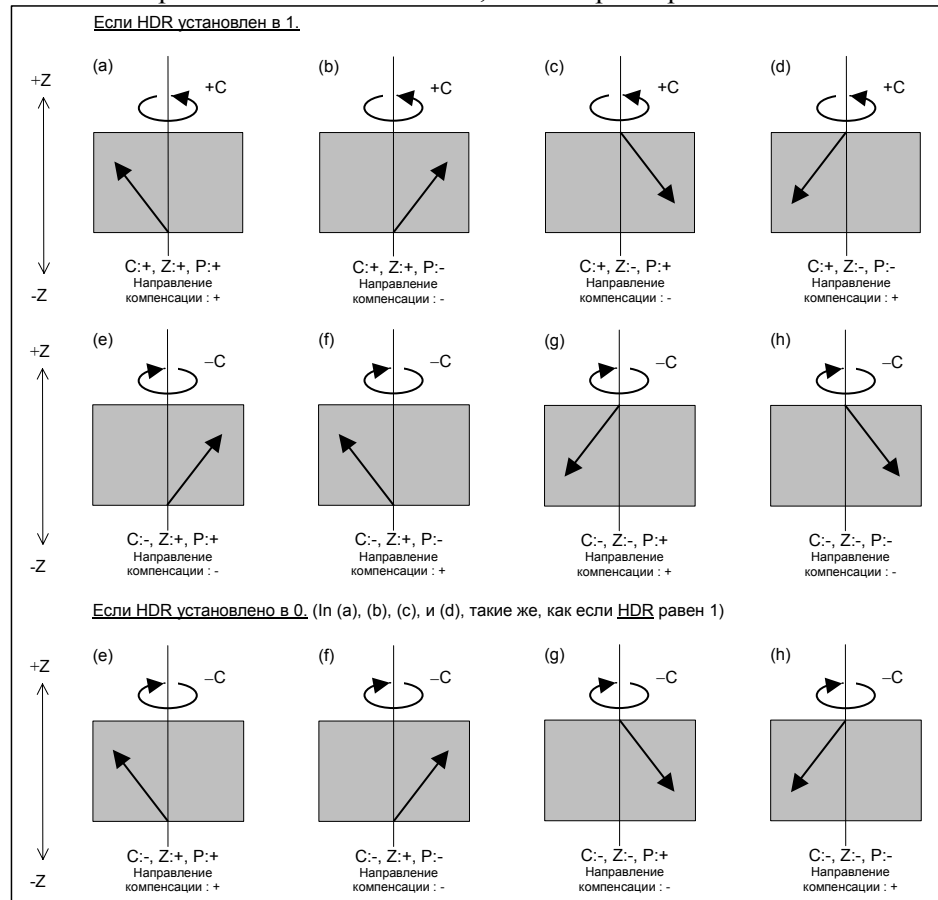 Если HDR установлен в 1.
(a) (b) (c) (d)
+Z +C +C +C +C
C:+, Z:+, P:+ C:+, Z:+, P:- C:+, Z:-, P:+ C:+, Z:-, P:-
Направление Направление Направление Направление
-Z компенсации : + компенсации : - компенсации : - компенсации : +
(e) (f) (g) (h)
+Z –C –C –C –C
C:-, Z:+, P:+ C:-, Z:+, P:- C:-, Z:-, P:+ C:-, Z:-, P:-
Направление Направление Направление Направление
-Z компенсации : - компенсации : + компенсации : + компенсации : -
Если HDR установлено в 0. (In (a), (b), (c), и (d), такие же, как если HDR равен 1)
(e) (f) (g) (h)
+Z –C –C –C –C
C:-, Z:+, P:+ C:-, Z:+, P:- C:-, Z:-, P:+ C:-, Z:-, P:-
Направление Направление Направление Направление
-Z компенсации : + компенсации : - компенсации : - компенсации : +